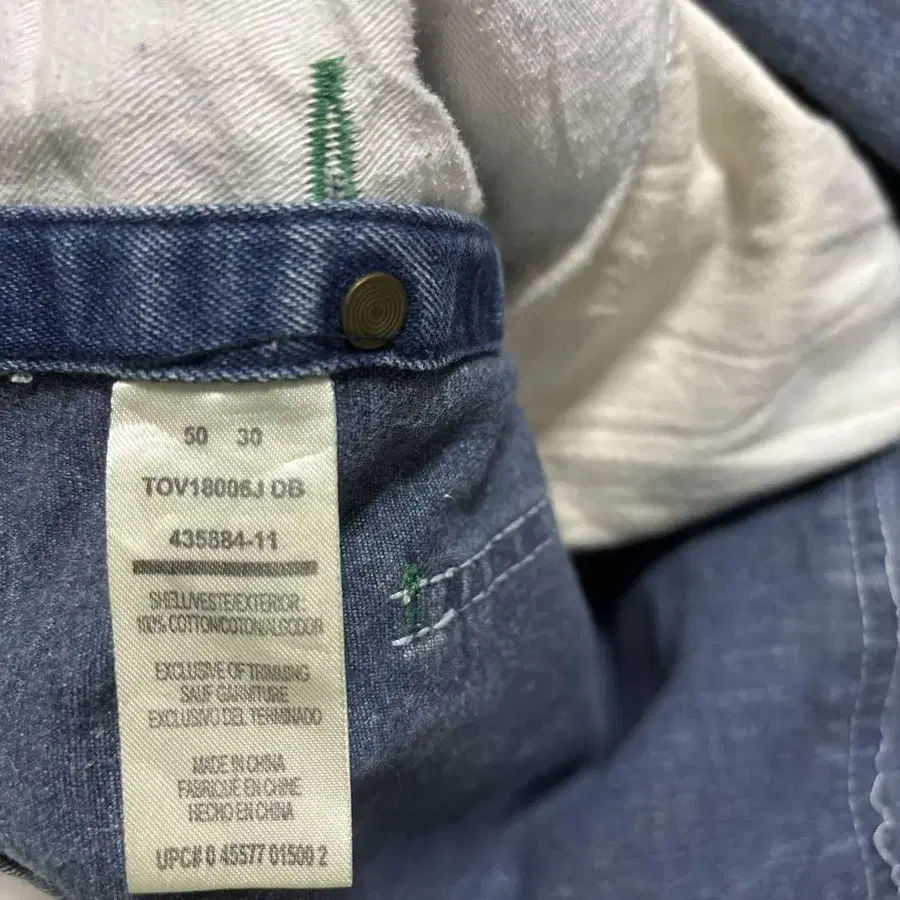 50 30
TOV18006J DB
435884-11
SHELL/VESTE/EXTERIOR:
100% COTTON/COTON/ALGODOR
EXCLUSIVE OF TRIMMING
SAUF GARNITURE
EXCLUSIVO DEL TERMINADO
MADE IN CHINA
FABRIQUE EN CHINE
HECHO EN CHINA
UPC# 0 45577 01500 2